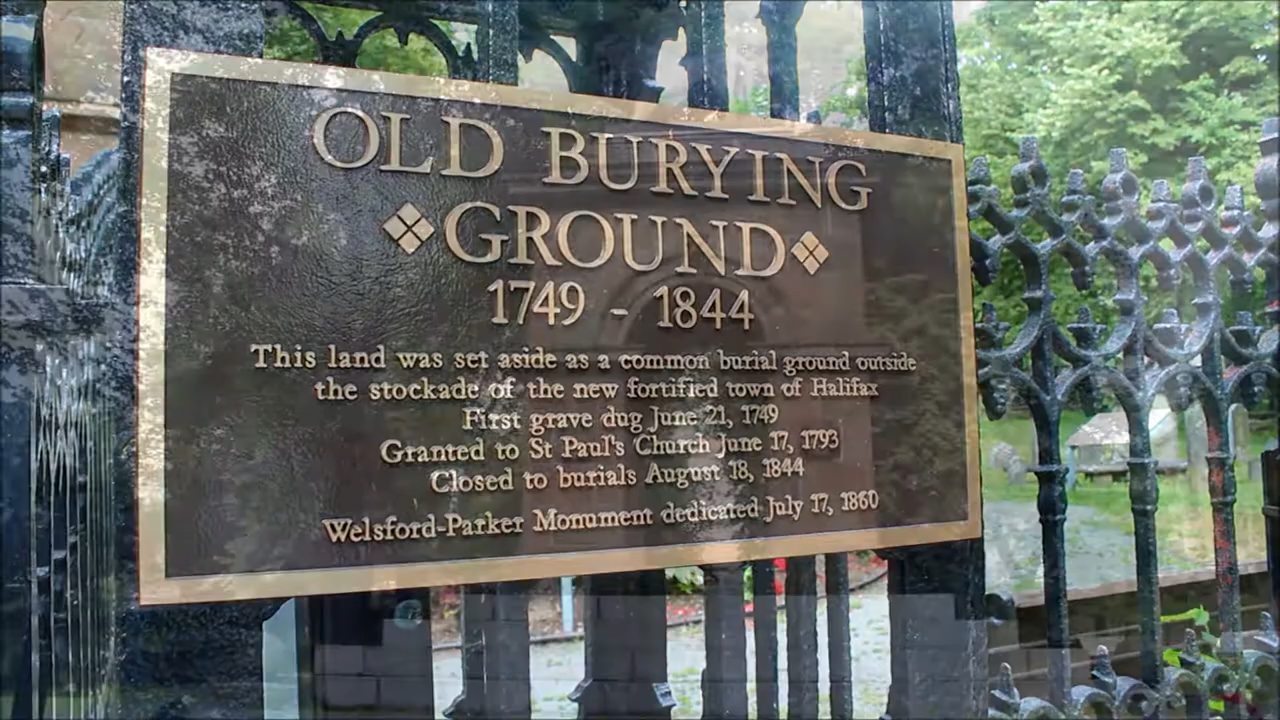 OLD BURYING
GROUND
1749 - 1844
This land was set aside as a common burial ground outside
the stockade of the new fortified town of Halifax
First grave dug June 21, 1749
Granted to St Paul's Church June 17, 1793
Closed to burials August 18, 1844
Welsford-Parker Monument dedicated July 17, 1860